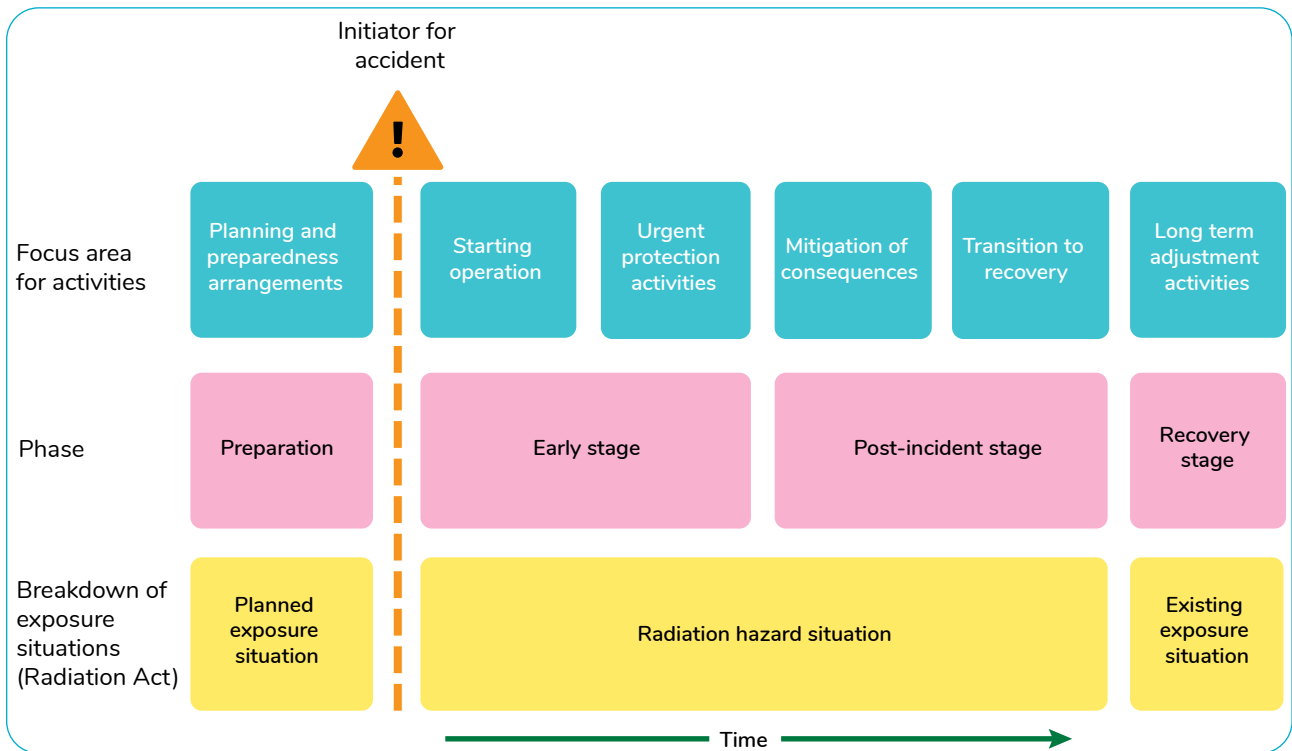 Initiator for
accident
!
Focus area
for activities
Planning and
preparedness
arrangements
Starting
operation
Urgent
protection
activities
Mitigation of
consequences
Transition to
recovery
Long term
adjustment
activities
Phase
Preparation
Early stage
Post-incident stage
Recovery
stage
Breakdown of
exposure
situations
(Radiation Act)
Planned
exposure
situation
Radiation hazard situation
Existing
exposure
situation
Time